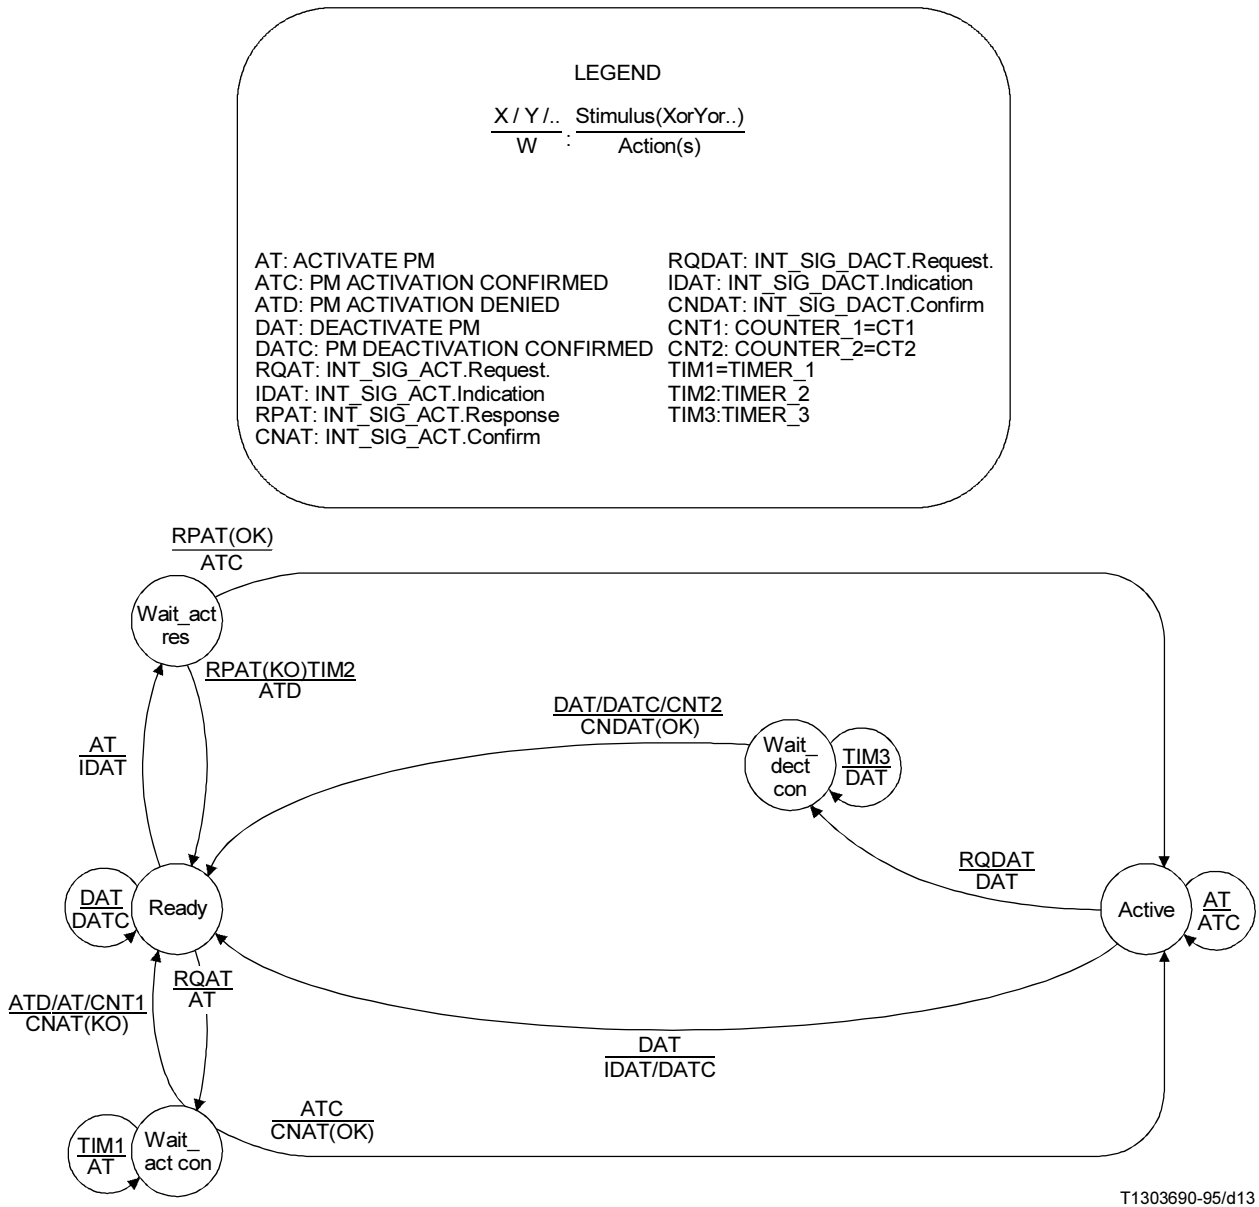 LEGEND
X / Y /.. : Stimulus(XorYor..)
W Action(s)
AT: ACTIVATE PM
ATC: PM ACTIVATION CONFIRMED
ATD: PM ACTIVATION DENIED
DAT: DEACTIVATE PM
DATC: PM DEACTIVATION CONFIRMED
RQAT: INT_SIG_ACT.Request.
IDAT: INT_SIG_ACT.Indication
RPAT: INT_SIG_ACT.Response
CNAT: INT_SIG_ACT.Confirm
RQDAT: INT_SIG_DACT.Request.
IDAT: INT_SIG_DACT.Indication
CNDAT: INT_SIG_DACT.Confirm
CNT1: COUNTER_1=CT1
CNT2: COUNTER_2=CT2
TIM1=TIMER_1
TIM2:TIMER_2
TIM3:TIMER_3
RPAT(OK)
ATC
Wait_act
res
RPAT(KO)TIM2
ATD
AT
IDAT
DAT/DATC/CNT2
CNDAT(OK)
Wait_
dect
con
TIM3
DAT
RQDAT
DAT
DAT
DATC
Ready
Active
AT
ATC
RQAT
AT
ATD/AT/CNT1
CNAT(KO)
DAT
IDAT/DATC
ATC
CNAT(OK)
TIM1
AT
Wait_
act con
T1303690-95/d13